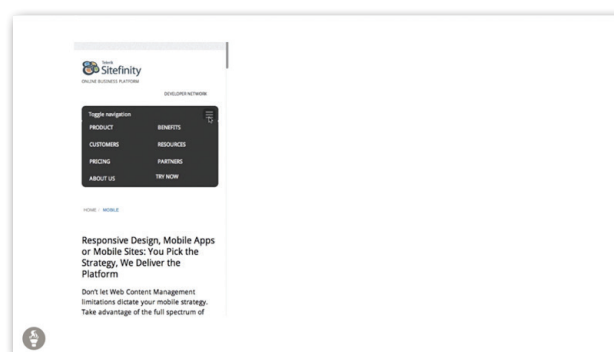 Telerik
Sitefinity
ONLINE BUSINESS PLATFORM
DEVELOPER NETWORK
Toggle navigation
PRODUCT BENEFITS
CUSTOMERS RESOURCES
PRICING PARTNERS
ABOUT US TRY NOW
HOME / MOBILE
Responsive Design, Mobile Apps
or Mobile Sites: You Pick the
Strategy, We Deliver the
Platform
Don't let Web Content Management
limitations dictate your mobile strategy.
Take advantage of the full spectrum of